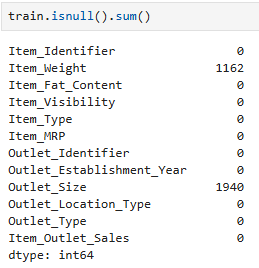 train.isnull().sum()
Item_Identifier 0
Item_Weight 1162
Item_Fat_Content 0
Item_Visibility 0
Item_Type 0
Item_MRP 0
Outlet_Identifier 0
Outlet_Establishment_Year 0
Outlet_Size 1940
Outlet_Location_Type 0
Outlet_Type 0
Item_Outlet_Sales 0
dtype: int64